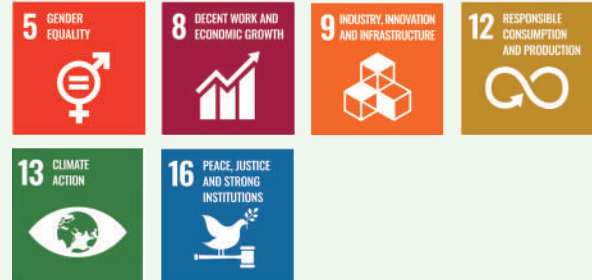 5 GENDER
EQUALITY
8 DECENT WORK AND
ECONOMIC GROWTH
9 INDUSTRY, INNOVATION
AND INFRASTRUCTURE
12 RESPONSIBLE
CONSUMPTION
AND PRODUCTION
13 CLIMATE
ACTION
16 PEACE, JUSTICE
AND STRONG
INSTITUTIONS